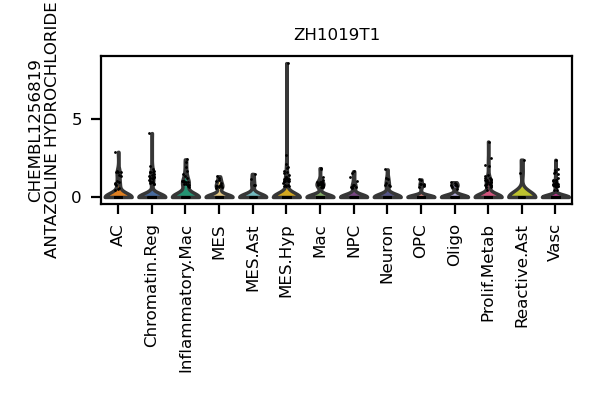 ZH1019T1
CHEMBL1256819
ANTAZOLINE HYDROCHLORIDE
5
0
AC
Chromatin.Reg
Inflammatory.Mac
MES
MES.Ast
MES.Hyp
Mac
NPC
Neuron
OPC
Oligo
Prolif.Metab
Reactive.Ast
Vasc